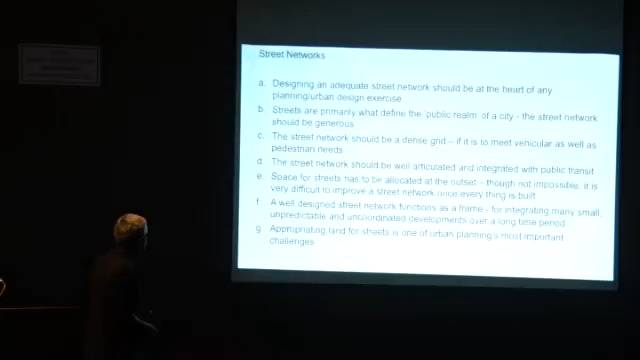 Street Networks
a. Designing an adequate street network should be at the heart of any
planning/urban design exercise
b. Streets are primarily what define the 'public realm' of a city - the street network
should be generous
c. The street network should be a dense grid – if it is to meet vehicular as well as
pedestrian needs
d. The street network should be well articulated and integrated with public transit
e. Space for streets has to be allocated at the outset – though not impossible, it is
very difficult to improve a street network once every thing is built
f. A well designed street network functions as a frame - for integrating many small
unpredictable and uncoordinated developments over a long time period
g. Appropriating land for streets is one of urban planning's most important
challenges